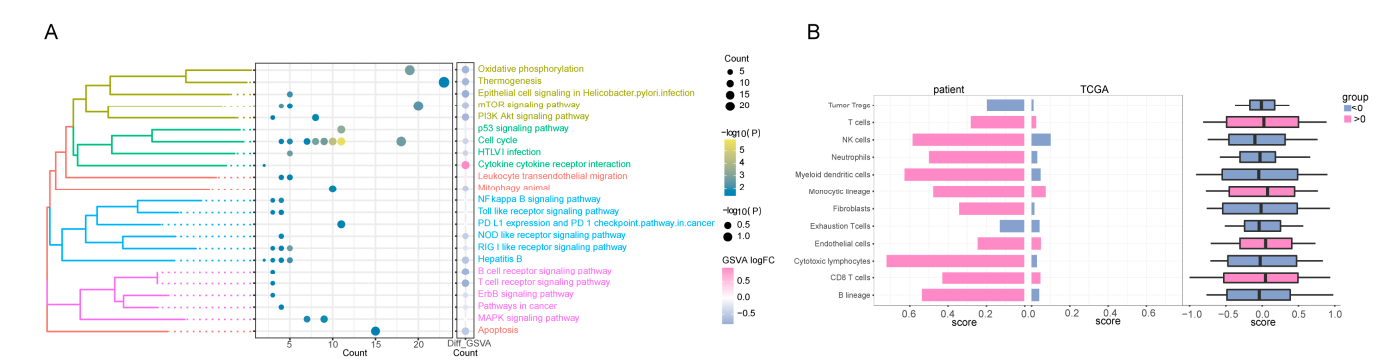 A
Oxidative phosphorylation
Thermogenesis
Epithelial cell signaling in Helicobacter.pylori.infection
mTOR signaling pathway
PI3K Akt signaling pathway
p53 signaling pathway
Cell cycle
HTLV I infection
Cytokine cytokine receptor interaction
Leukocyte transendothelial migration
Mitophagy animal
NF kappa B signaling pathway
Toll like receptor signaling pathway
PD L1 expression and PD 1 checkpoint.pathway.in.cancer
NOD like receptor signaling pathway
RIG I like receptor signaling pathway
Hepatitis B
B cell receptor signaling pathway
T cell receptor signaling pathway
ErbB signaling pathway
Pathways in cancer
MAPK signaling pathway
Apoptosis
5 10 15 20 Diff_GSVA
Count Count
Count
5
10
15
20
−log10( P)
5
4
3
2
−log10( P)
0.5
1.0
GSVA logFC
0.5
0.0
−0.5
B
patient TCGA
Tumor Tregs
T cells
NK cells
Neutrophils
Myeloid dendritic cells
Monocytic lineage
Fibroblasts
Exhaustion Tcells
Endothelial cells
Cytotoxic lymphocytes
CD8 T cells
B lineage
0.6 0.4 0.2 0.0 0.2 0.4 0.6 −1.0 −0.5 0.0 0.5 1.0
score score score
group
<0
>0